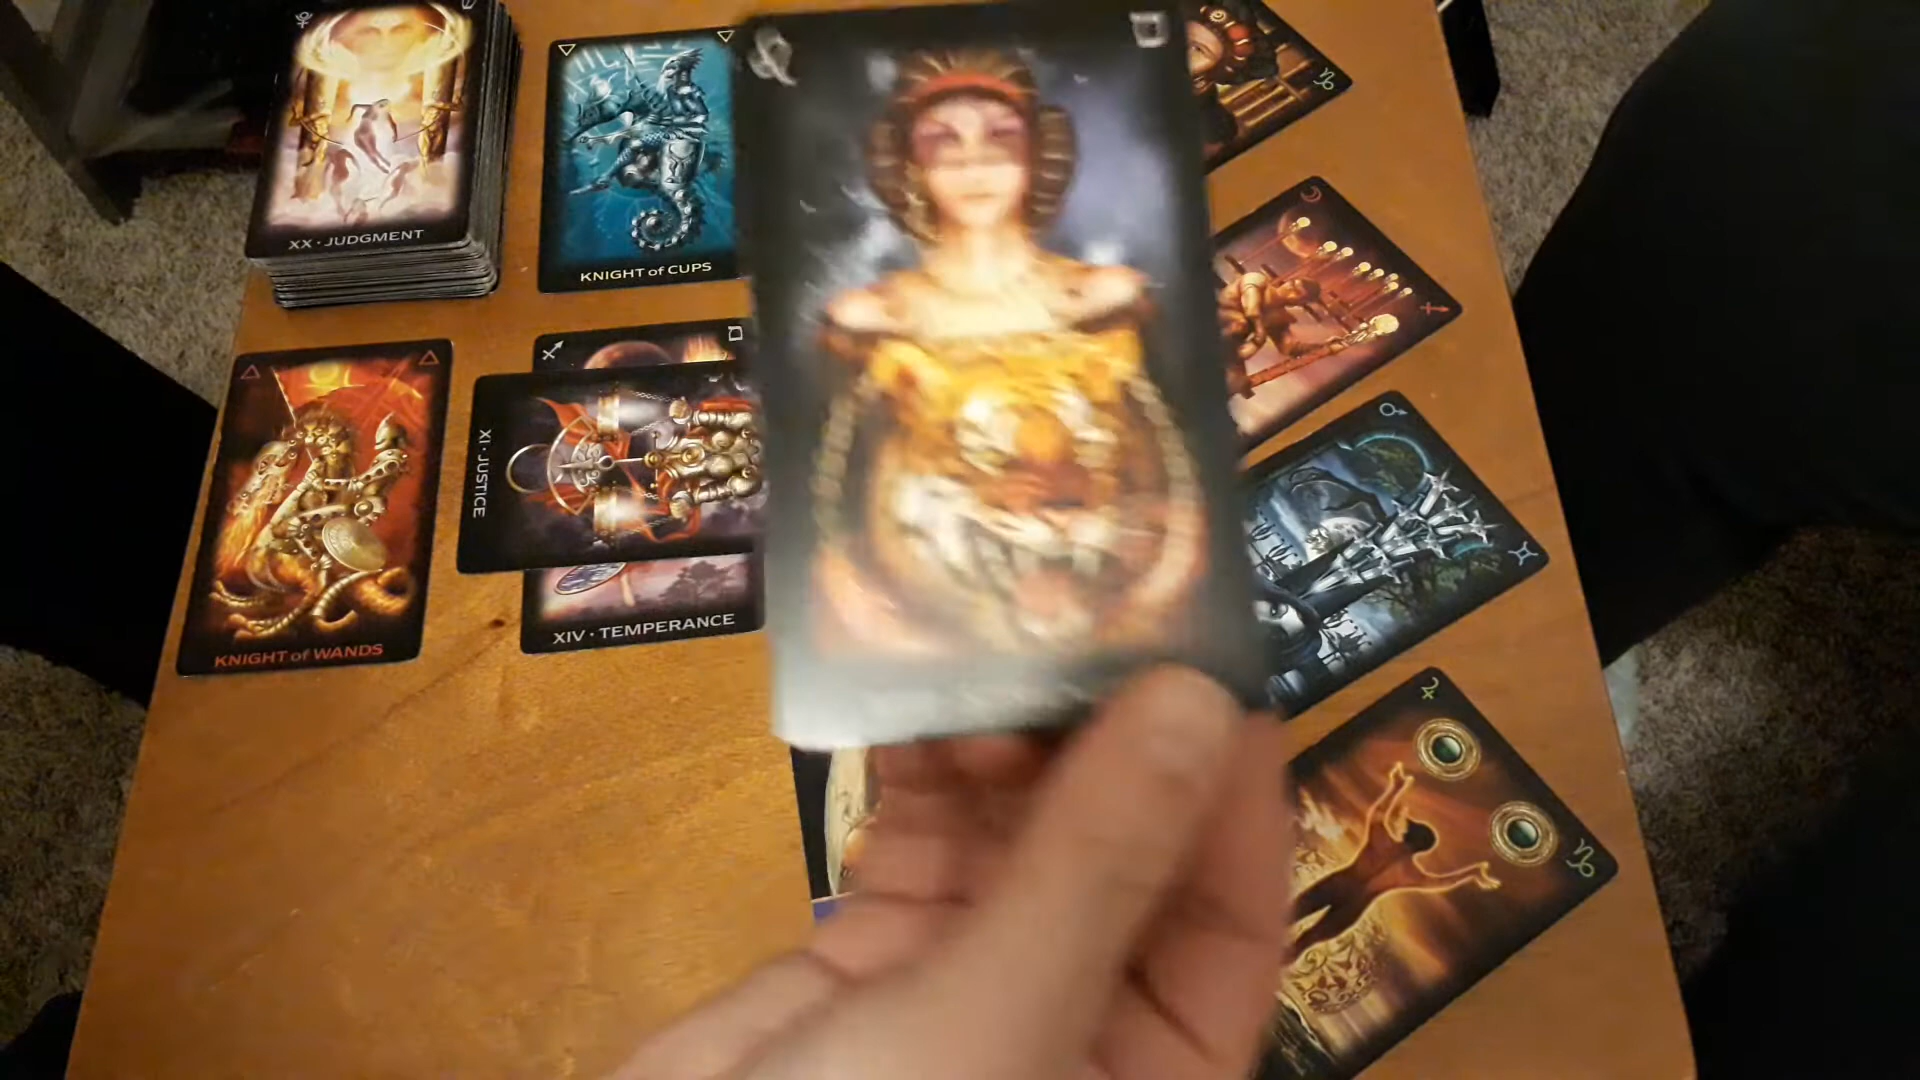 XX · JUDGMENT
KNIGHT of CUPS
XI · JUSTICE
XIV · TEMPERANCE
KNIGHT of WANDS